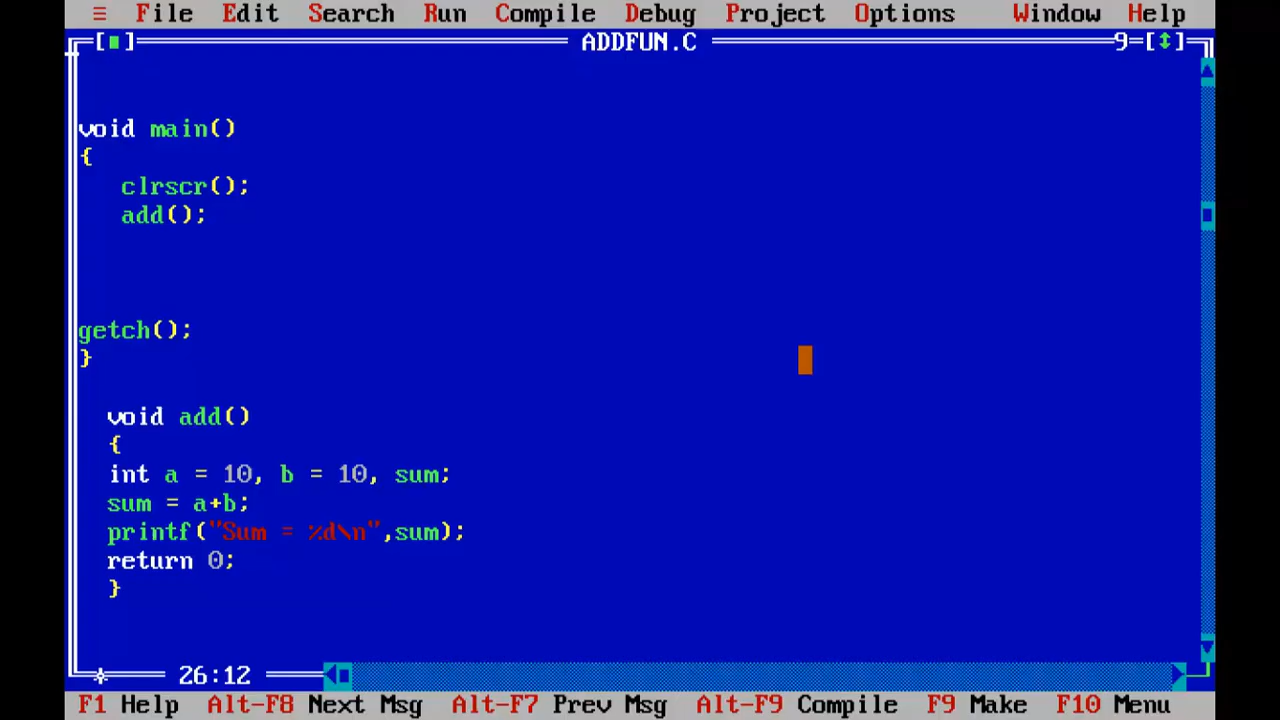 ≡ File Edit Search Run Compile Debug Project Options Window Help
[■] ADDFUN.C 9=[↕]
void main()
{
clrscr();
add();
getch();
}
void add()
{
int a = 10, b = 10, sum;
sum = a+b;
printf("Sum = %d\n",sum);
return 0;
}
* 26:12
F1 Help Alt-F8 Next Msg Alt-F7 Prev Msg Alt-F9 Compile F9 Make F10 Menu